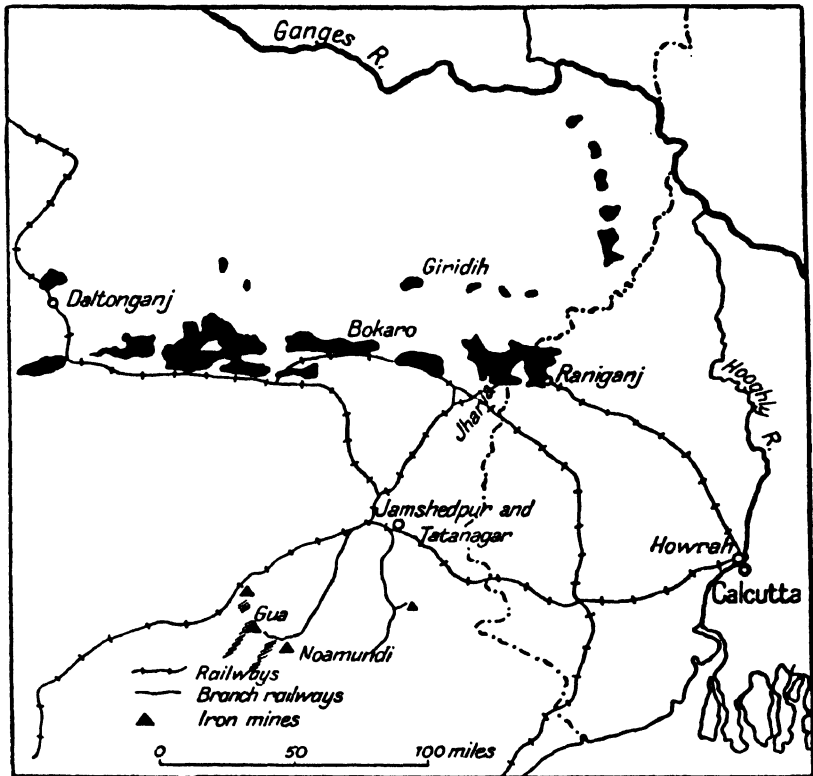 Ganges R.
Giridih
Daltonganj
Bokaro
Raniganj
Jharia
Hooghly R.
Jamshedpur and
Tatanagar
Howrah
Calcutta
Gua
Noamundi
Railways
Branch railways
Iron mines
0 50 100 miles